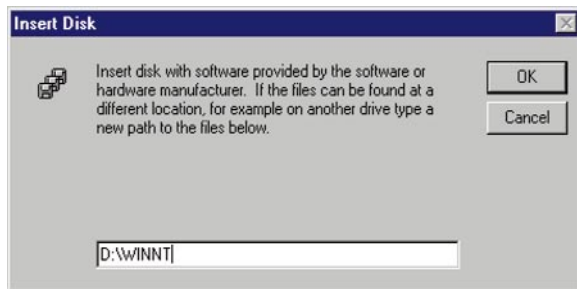 Insert Disk
Insert disk with software provided by the software or
hardware manufacturer. If the files can be found at a
different location, for example on another drive type a
new path to the files below.
OK
Cancel
D:\WINNT